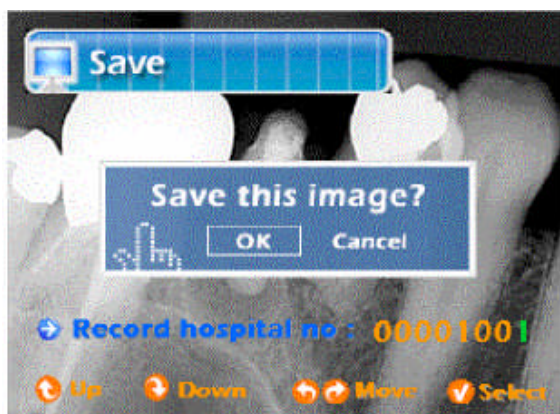 Save
Save this image?
OK Cancel
Record hospital no : 00001001
Up Down Move Select